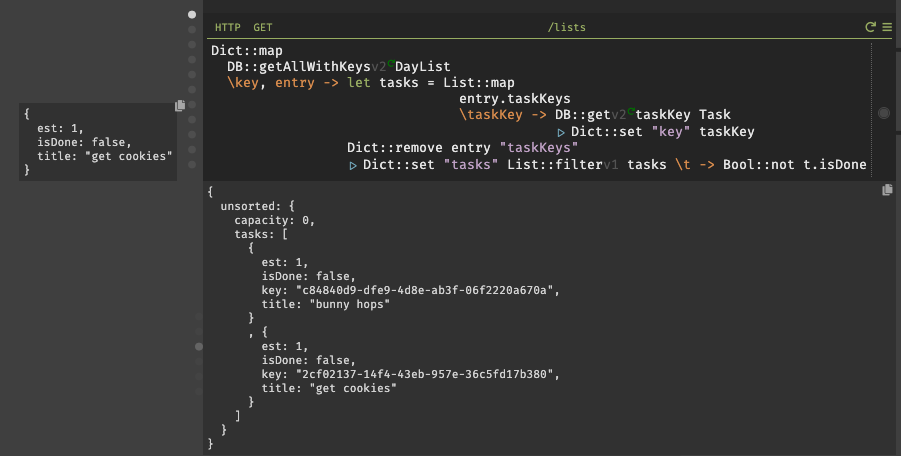 HTTP GET /lists
Dict::map
DB::getAllWithKeysv2 DayList
\key, entry -> let tasks = List::map
entry.taskKeys
\taskKey -> DB::getv2 taskKey Task
▷ Dict::set "key" taskKey
Dict::remove entry "taskKeys"
▷ Dict::set "tasks" List::filterv1 tasks \t -> Bool::not t.isDone
{
est: 1,
isDone: false,
title: "get cookies"
}
{
unsorted: {
capacity: 0,
tasks: [
{
est: 1,
isDone: false,
key: "c84840d9-dfe9-4d8e-ab3f-06f2220a670a",
title: "bunny hops"
}
, {
est: 1,
isDone: false,
key: "2cf02137-14f4-43eb-957e-36c5fd17b380",
title: "get cookies"
}
]
}
}